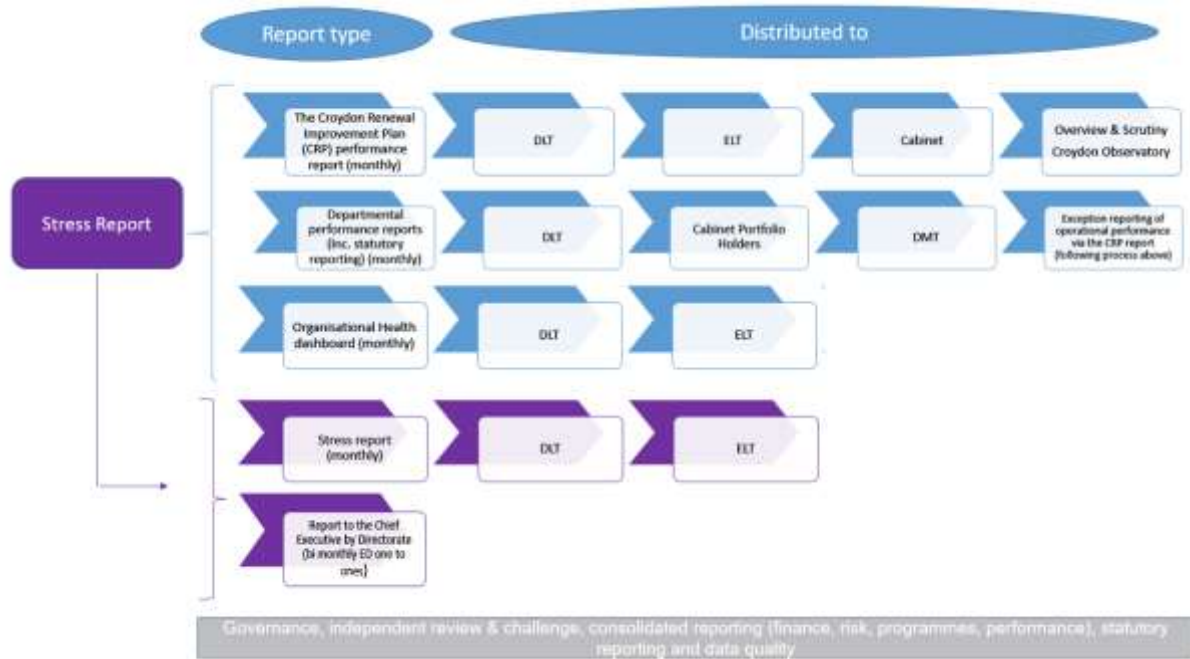 Report type
Distributed to
The Croydon Renewal
Improvement Plan
(CRP) performance
report (monthly)
DLT
ELT
Cabinet
Overview & Scrutiny
Croydon Observatory
Stress Report
Departmental
performance reports
(inc. statutory
reporting) (monthly)
DLT
Cabinet Portfolio
Holders
DMT
Exception reporting of
operational performance
via the CRP report
(following process above)
Organisational Health
dashboard (monthly)
DLT
ELT
Stress report
(monthly)
DLT
ELT
Report to the Chief
Executive by Directorate
(bi monthly ED one to
ones)
Governance, independent review & challenge, consolidated reporting (finance, risk, programmes, performance), statutory
reporting and data quality